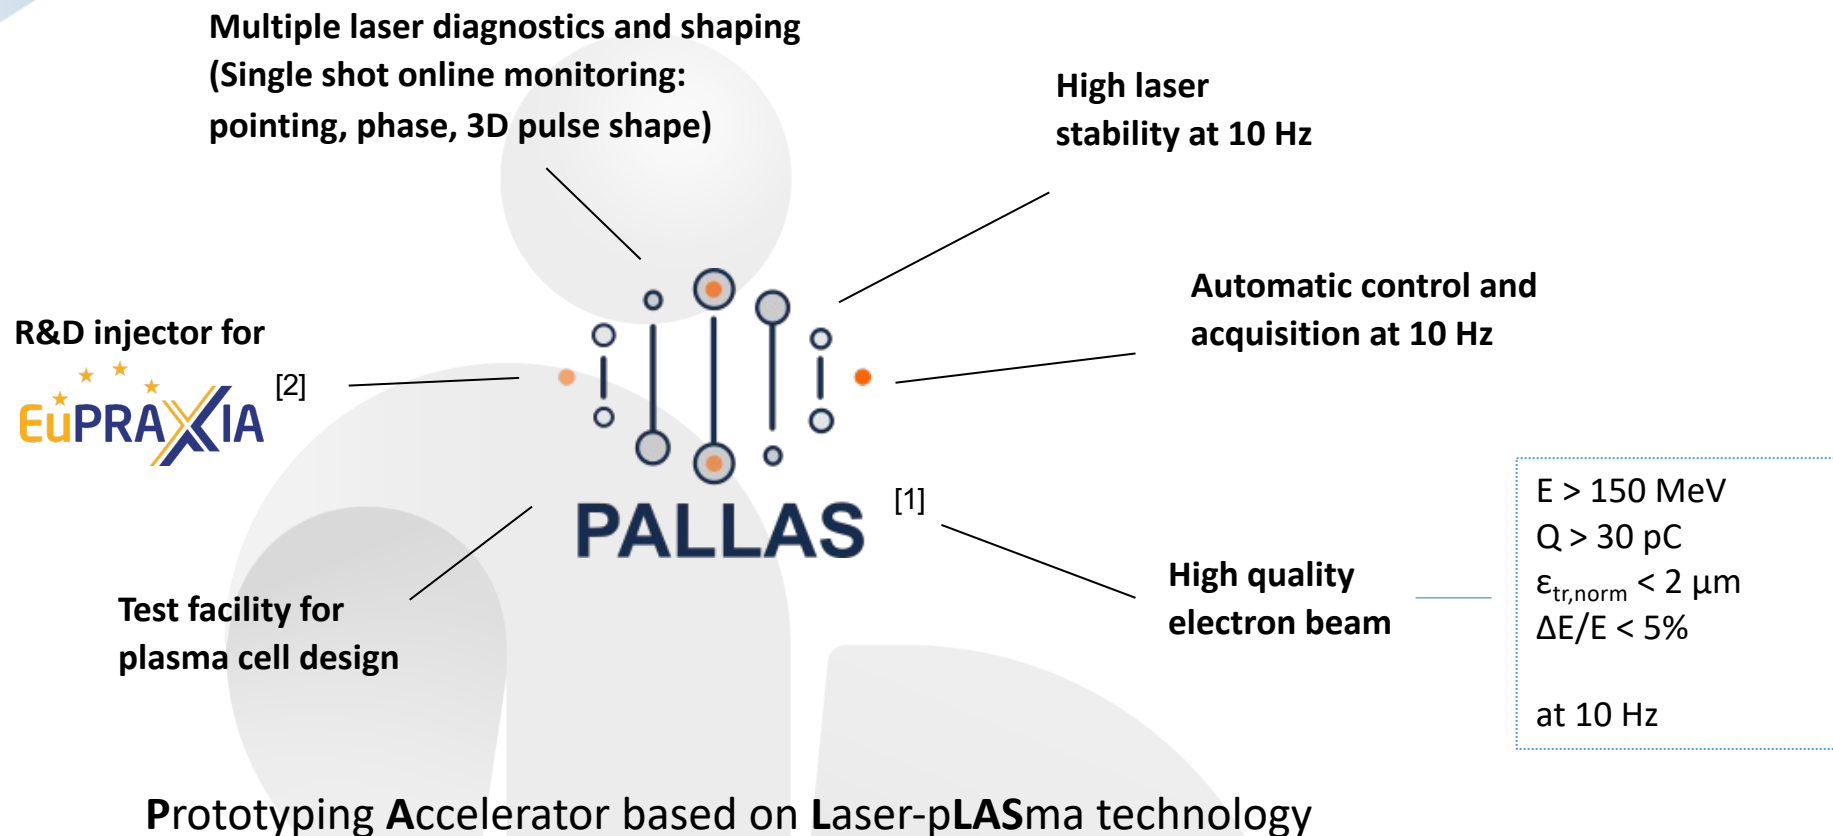 Multiple laser diagnostics and shaping
(Single shot online monitoring:
pointing, phase, 3D pulse shape)
High laser
stability at 10 Hz
Automatic control and
acquisition at 10 Hz
R&D injector for
EuPRAXIA [2]
PALLAS [1]
Test facility for
plasma cell design
High quality
electron beam
E > 150 MeV
Q > 30 pC
εtr,norm < 2 µm
ΔE/E < 5%
at 10 Hz
Prototyping Accelerator based on Laser-pLASma technology